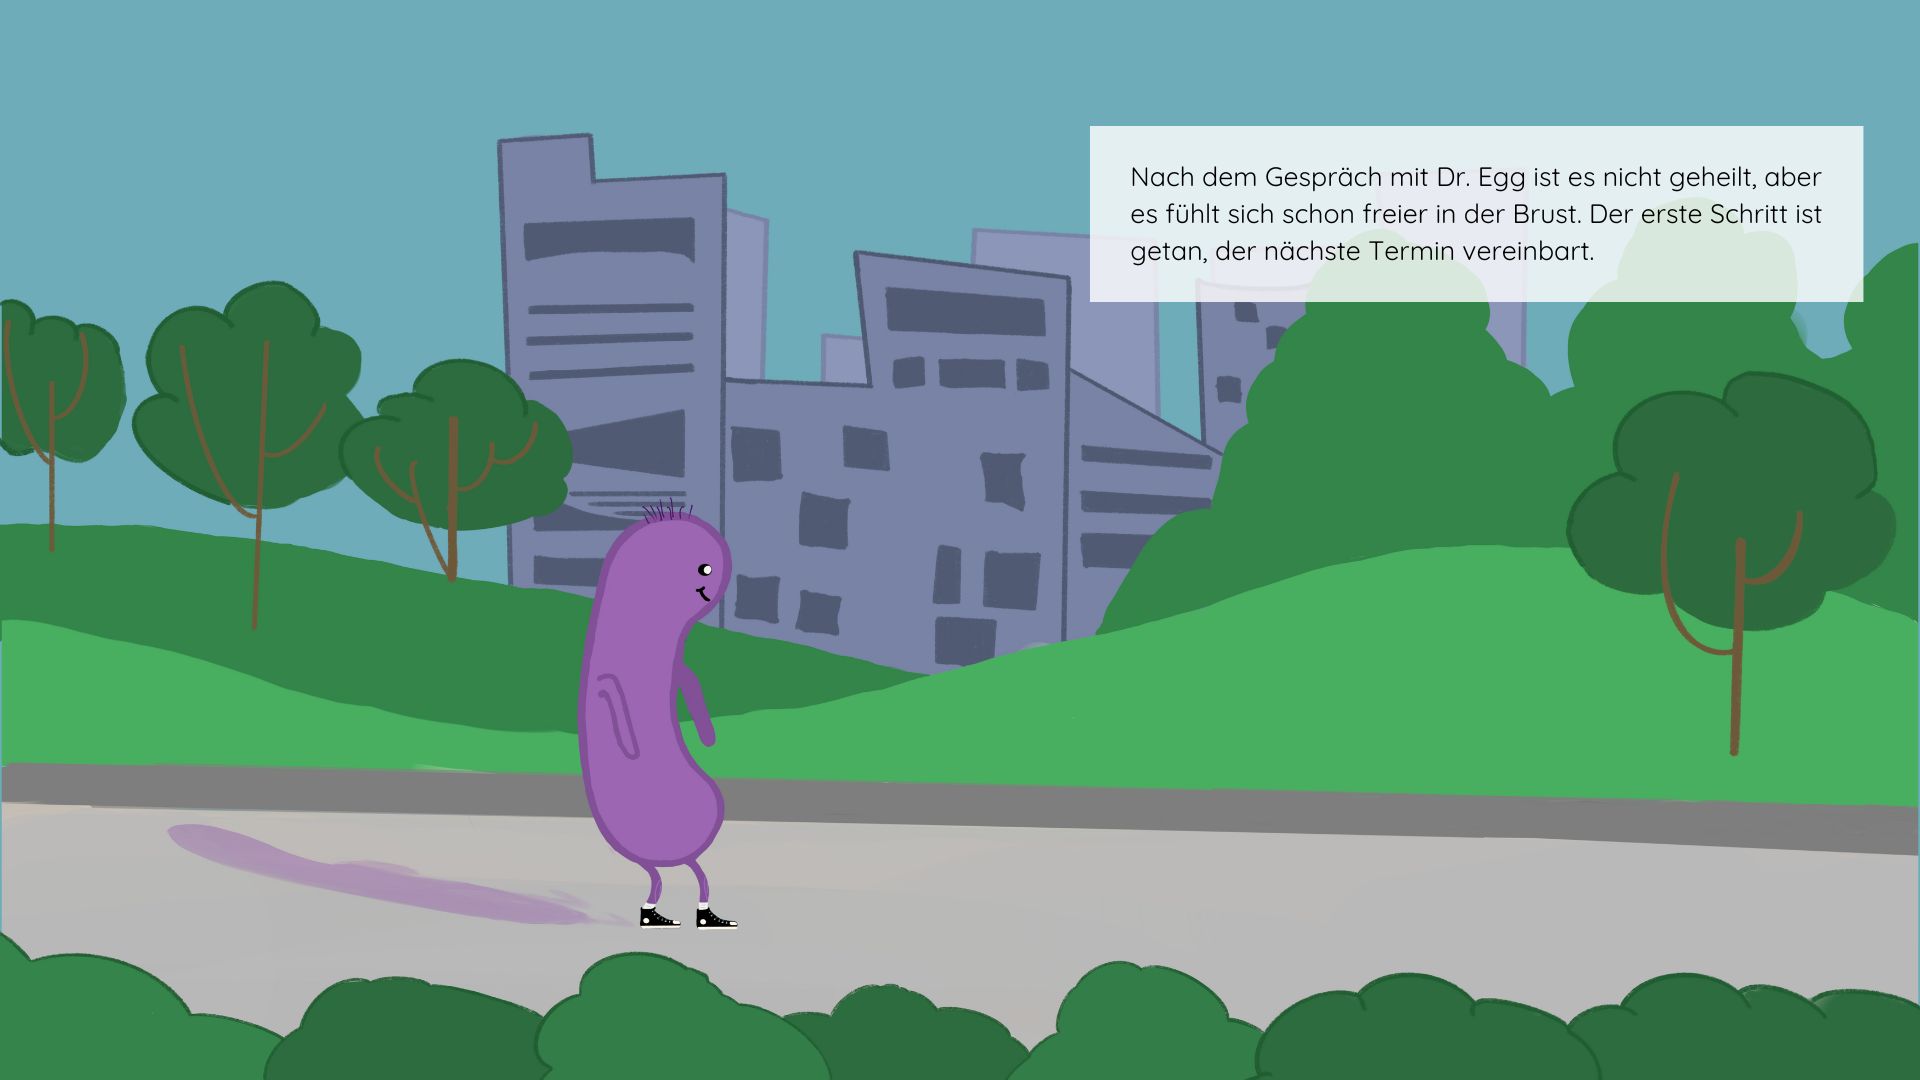 Nach dem Gespräch mit Dr. Egg ist es nicht geheilt, aber
es fühlt sich schon freier in der Brust. Der erste Schritt ist
getan, der nächste Termin vereinbart.